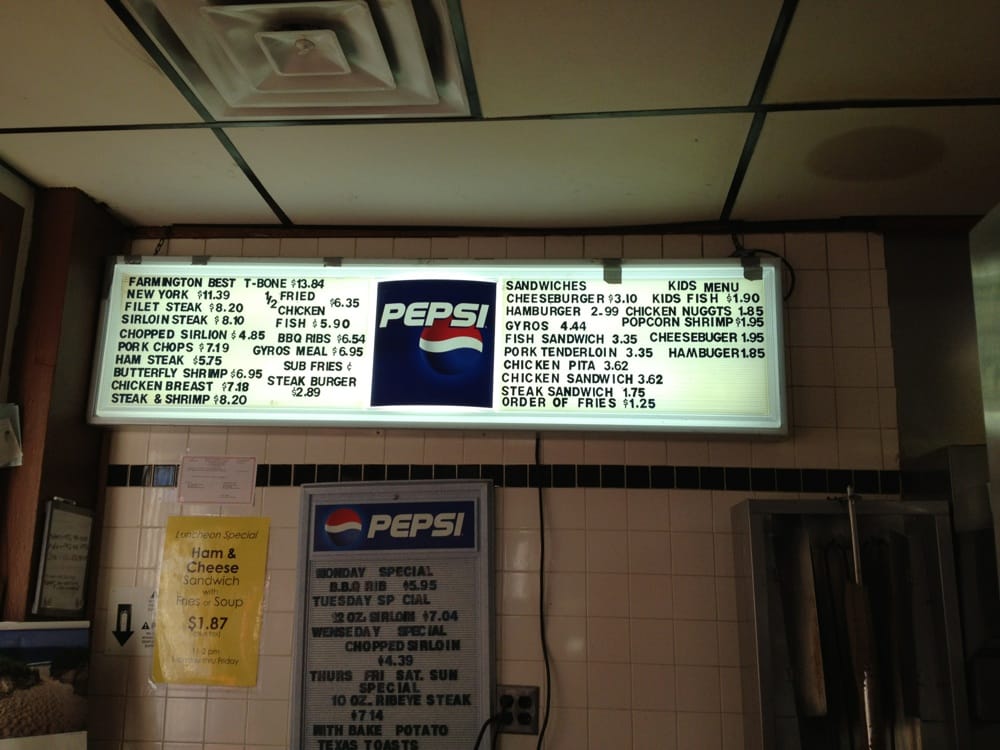 FARMINGTON BEST T-BONE $13.84
NEW YORK $11.39
FILET STEAK $8.20
SIRLOIN STEAK $8.10
CHOPPED SIRLION $4.85
PORK CHOPS $7.19
HAM STEAK $5.75
BUTTERFLY SHRIMP $6.95
CHICKEN BREAST $7.18
STEAK & SHRIMP $8.20
1/2 FRIED
CHICKEN $6.35
FISH $5.90
BBQ RIBS $6.54
GYROS MEAL $6.95
SUB FRIES ¢
STEAK BURGER
$2.89
PEPSI
SANDWICHES
CHEESEBURGER $3.10
HAMBURGER 2.99
GYROS 4.44
FISH SANDWICH 3.35
PORK TENDERLOIN 3.35
CHICKEN PITA 3.62
CHICKEN SANDWICH 3.62
STEAK SANDWICH 1.75
ORDER OF FRIES $1.25
KIDS MENU
KIDS FISH $1.90
CHICKEN NUGGTS 1.85
POPCORN SHRIMP $1.95
CHEESEBUGER 1.95
HAMBUGER 1.85
Luncheon Special
Ham &
Cheese
Sandwich
with
Fries or Soup
$1.87
2 pm
Monday thru Friday
PEPSI
MONDAY SPECIAL
B.B.Q RIB $5.95
TUESDAY SP CIAL
12 OZ. SIRLOIN $7.04
WENSEDAY SPECIAL
CHOPPED SIRLOIN
$4.39
THURS FRI SAT. SUN
SPECIAL
10 OZ. RIBEYE STEAK
$7 14
WITH BAKE POTATO
TEXAS TOASTS